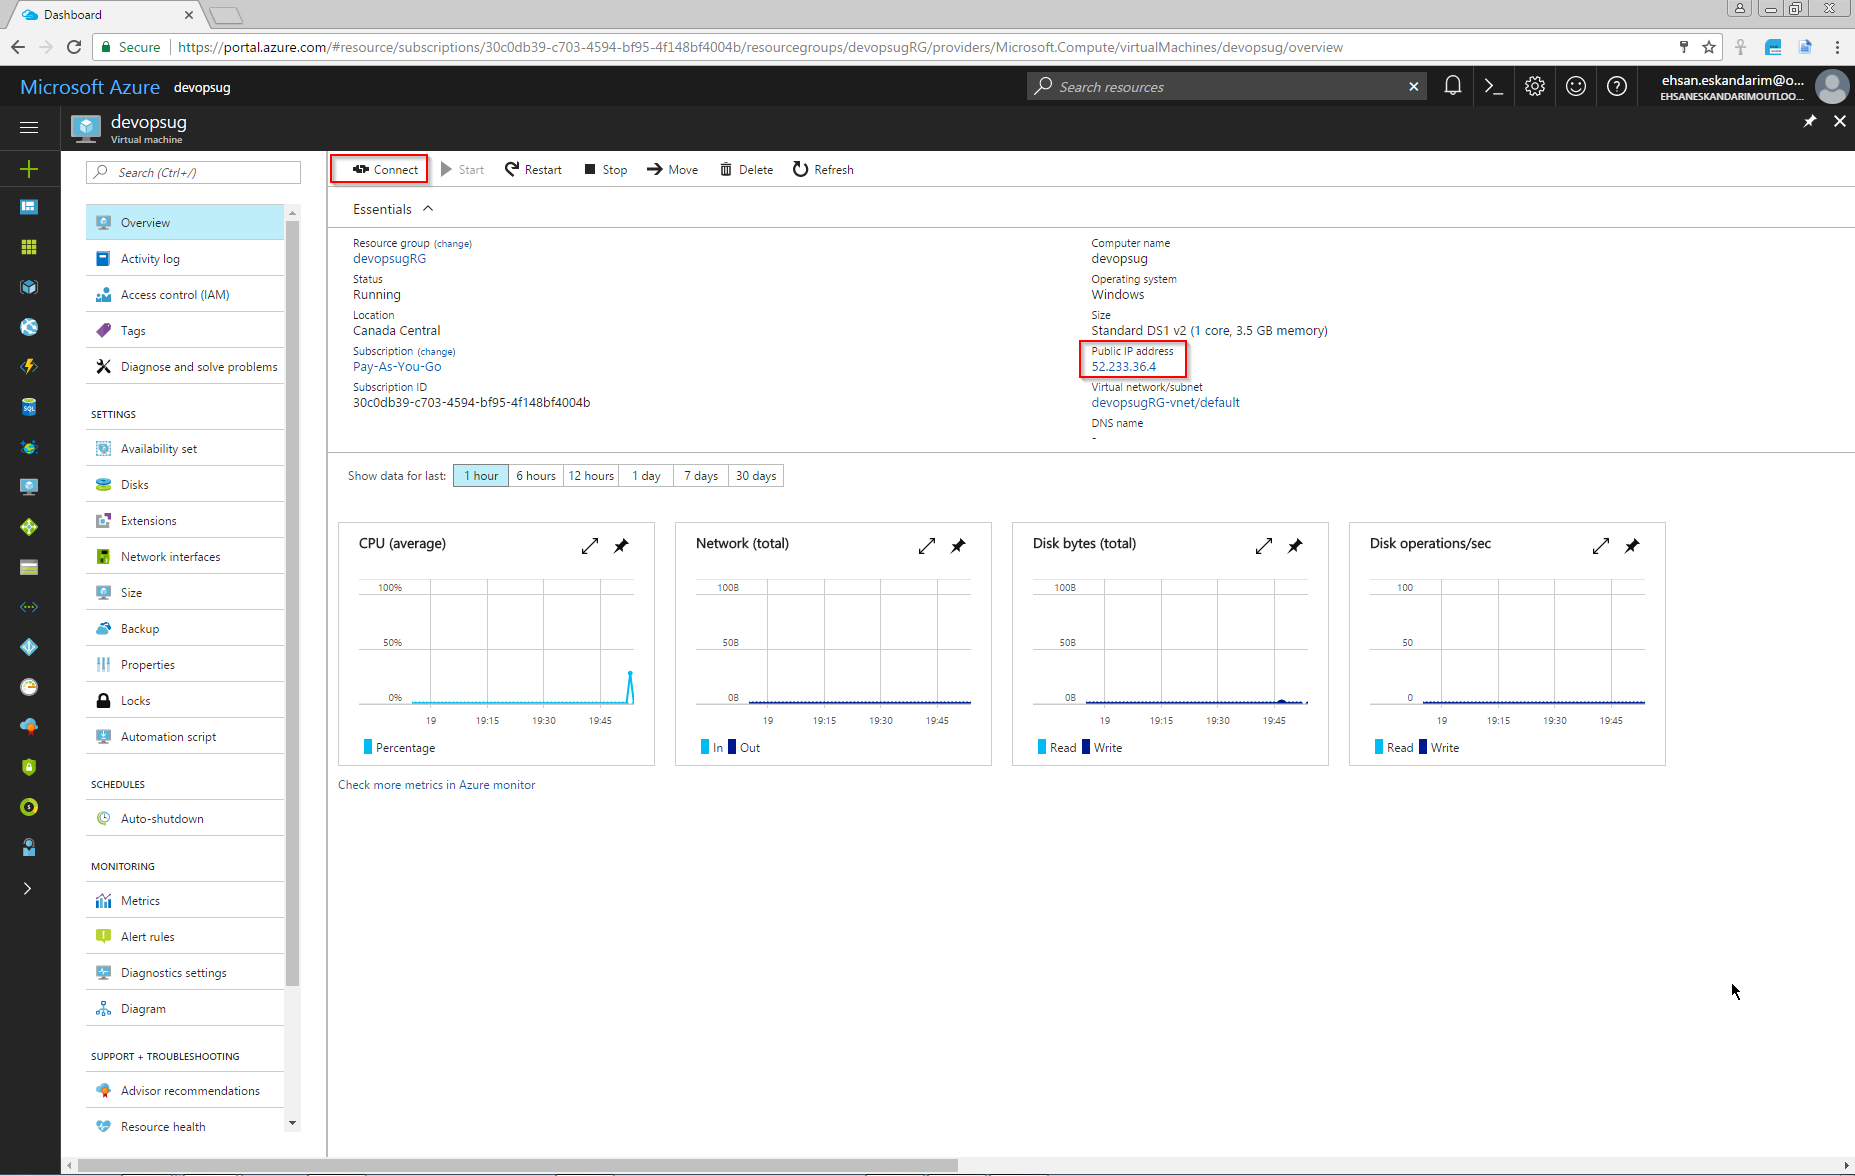 Dashboard
Secure | https://portal.azure.com/#resource/subscriptions/30c0db39-c703-4594-bf95-4f148bf4004b/resourcegroups/devopsugRG/providers/Microsoft.Compute/virtualMachines/devopsug/overview
Microsoft Azure devopsug
Search resources
ehsan.eskandarim@o...
EHSANESKANDARIMOUTLOO...
devopsug
Virtual machine
Search (Ctrl+/)
Overview
Activity log
Access control (IAM)
Tags
Diagnose and solve problems
SETTINGS
Availability set
Disks
Extensions
Network interfaces
Size
Backup
Properties
Locks
Automation script
SCHEDULES
Auto-shutdown
MONITORING
Metrics
Alert rules
Diagnostics settings
Diagram
SUPPORT + TROUBLESHOOTING
Advisor recommendations
Resource health
Connect Start Restart Stop Move Delete Refresh
Essentials
Resource group (change)
devopsugRG
Status
Running
Location
Canada Central
Subscription (change)
Pay-As-You-Go
Subscription ID
30c0db39-c703-4594-bf95-4f148bf4004b
Computer name
devopsug
Operating system
Windows
Size
Standard DS1 v2 (1 core, 3.5 GB memory)
Public IP address
52.233.36.4
Virtual network/subnet
devopsugRG-vnet/default
DNS name
-
Show data for last: 1 hour 6 hours 12 hours 1 day 7 days 30 days
CPU (average)
100%
50%
0%
19 19:15 19:30 19:45
Percentage
Network (total)
100B
50B
0B
19 19:15 19:30 19:45
In Out
Disk bytes (total)
100B
50B
0B
19 19:15 19:30 19:45
Read Write
Disk operations/sec
100
50
0
19 19:15 19:30 19:45
Read Write
Check more metrics in Azure monitor